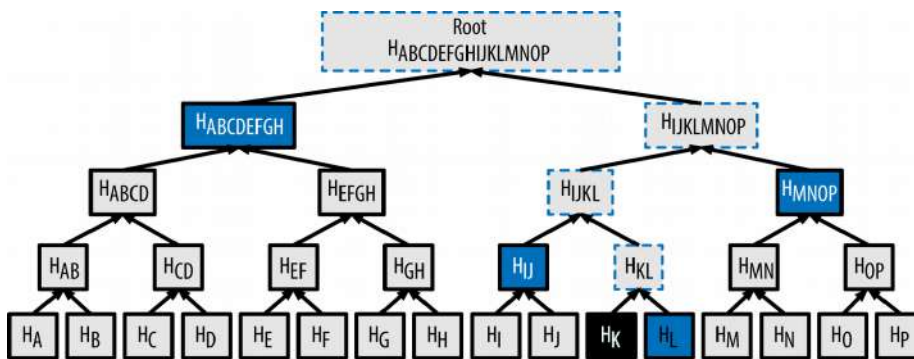 Root
HABCDEFGHIJKLMNOP
HABCDEFGH HIJKLMNOP
HABCD HEFGH HIJKL HMNOP
HAB HCD HEF HGH HIJ HKL HMN HOP
HA HB HC HD HE HF HG HH HI HJ HK HL HM HN HO HP